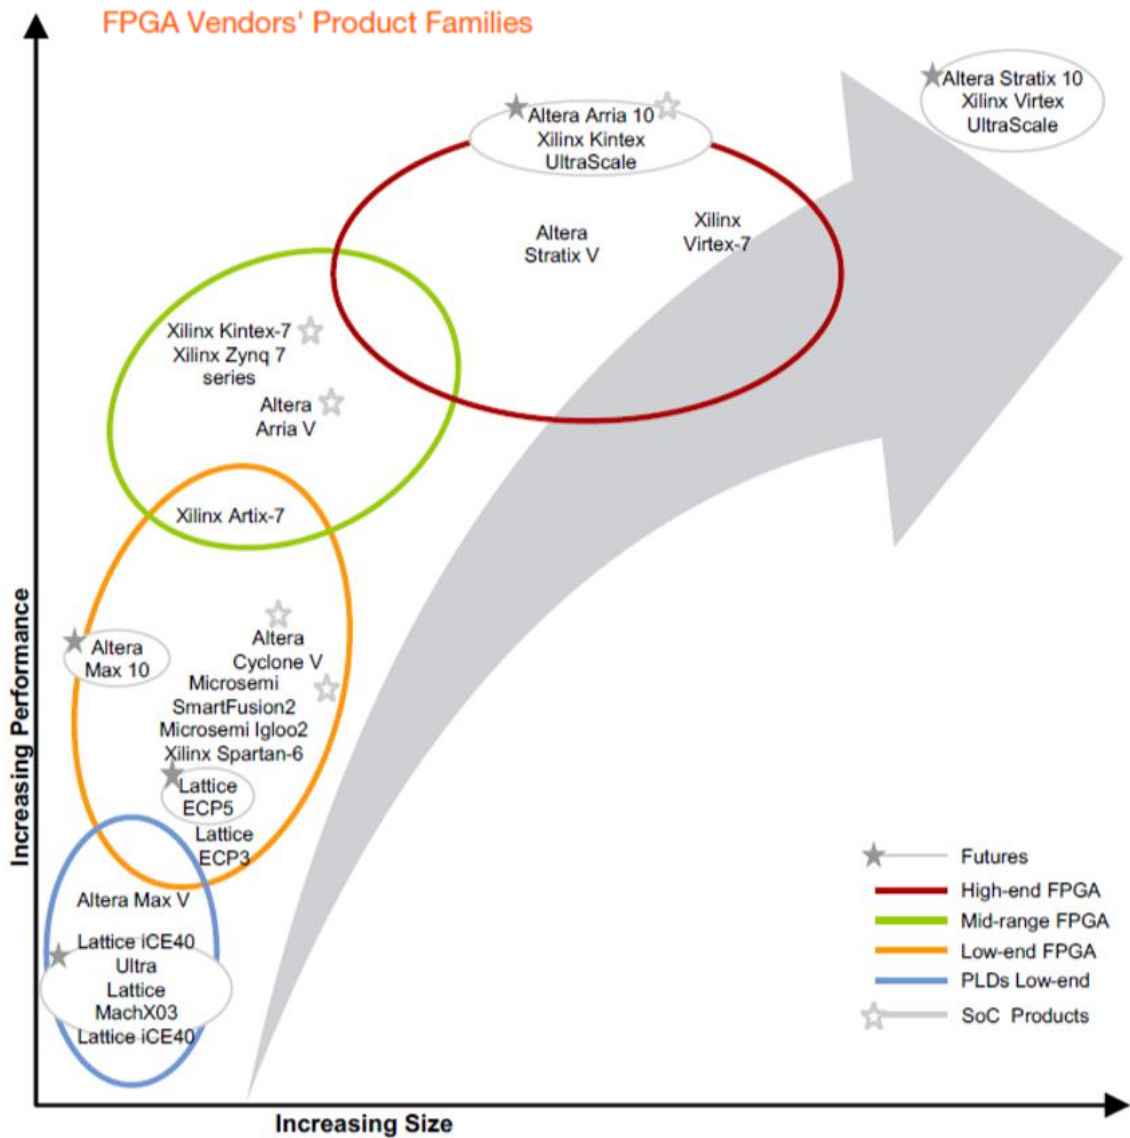 FPGA Vendors' Product Families
Altera Stratix 10
Xilinx Virtex
UltraScale
Altera Arria 10
Xilinx Kintex
UltraScale
Altera
Stratix V
Xilinx
Virtex-7
Xilinx Kintex-7
Xilinx Zynq 7
series
Altera
Arria V
Xilinx Artix-7
Altera
Max 10
Altera
Cyclone V
Microsemi
SmartFusion2
Microsemi Igloo2
Xilinx Spartan-6
Lattice
ECP5
Lattice
ECP3
Altera Max V
Lattice iCE40
Ultra
Lattice
MachX03
Lattice iCE40
Futures
High-end FPGA
Mid-range FPGA
Low-end FPGA
PLDs Low-end
SoC Products
Increasing Performance
Increasing Size